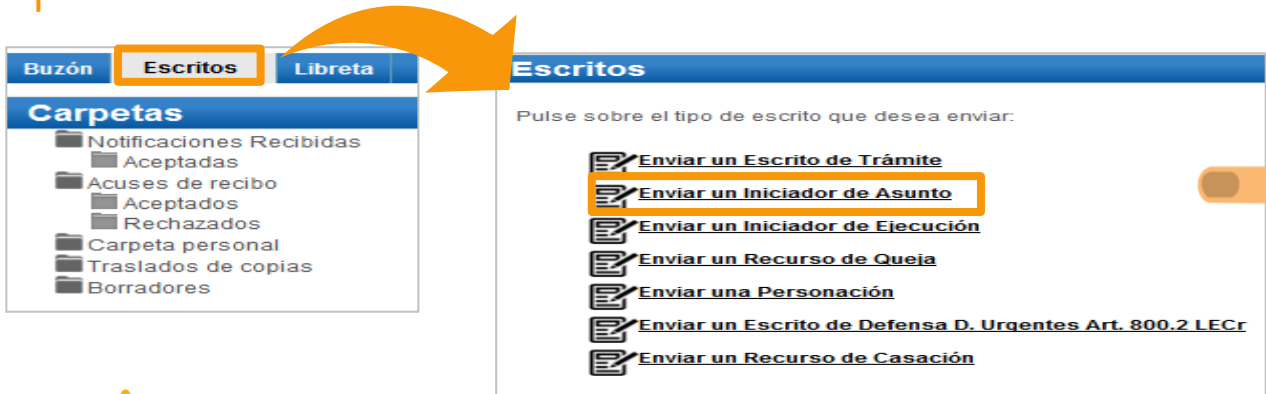 Buzón Escritos Libreta
Carpetas
Notificaciones Recibidas
Aceptadas
Acuses de recibo
Aceptados
Rechazados
Carpeta personal
Traslados de copias
Borradores
Escritos
Pulse sobre el tipo de escrito que desea enviar:
Enviar un Escrito de Trámite
Enviar un Iniciador de Asunto
Enviar un Iniciador de Ejecución
Enviar un Recurso de Queja
Enviar una Personación
Enviar un Escrito de Defensa D. Urgentes Art. 800.2 LECr
Enviar un Recurso de Casación